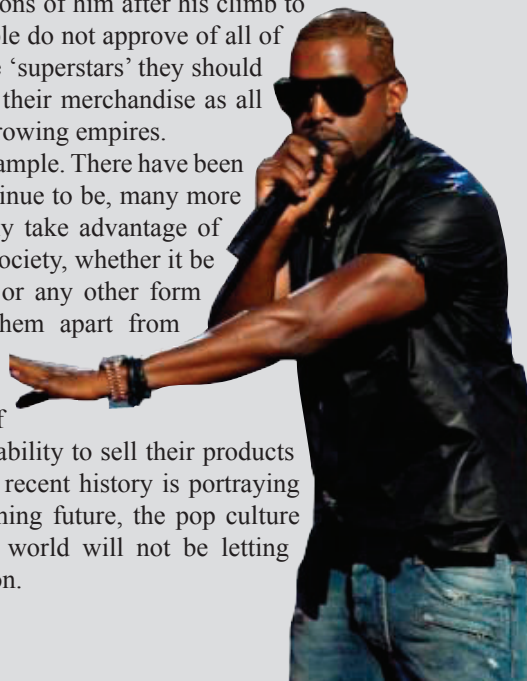 ons of him after his climb to
le do not approve of all of
‘superstars’ they should
their merchandise as all
rowing empires.
ample. There have been
inue to be, many more
y take advantage of
ociety, whether it be
or any other form
hem apart from
f
ability to sell their products
recent history is portraying
ning future, the pop culture
world will not be letting
on.